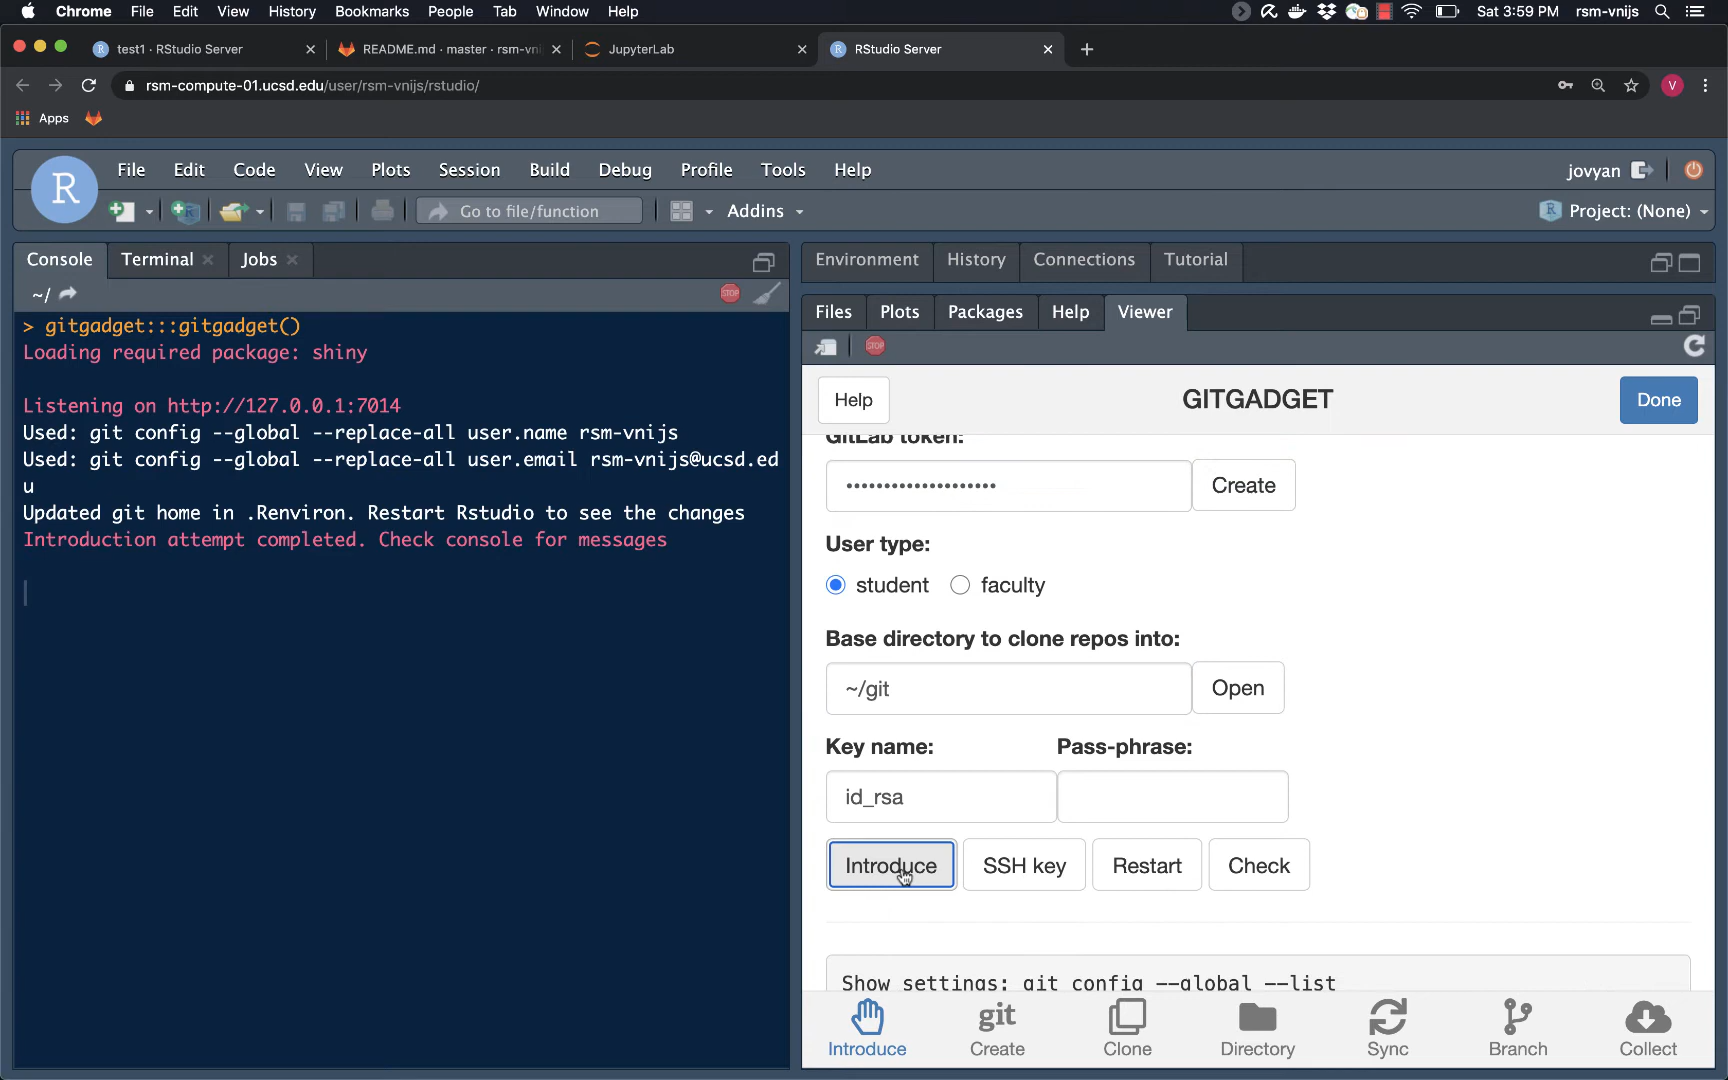 Chrome File Edit View History Bookmarks People Tab Window Help Sat 3:59 PM rsm-vnijs
test1 · RStudio Server README.md · master · rsm-vni JupyterLab RStudio Server
rsm-compute-01.ucsd.edu/user/rsm-vnijs/rstudio/ V
Apps
R File Edit Code View Plots Session Build Debug Profile Tools Help jovyan
Go to file/function Addins R Project: (None)
Console Terminal Jobs
~/ STOP
> gitgadget:::gitgadget()
Loading required package: shiny
Listening on http://127.0.0.1:7014
Used: git config --global --replace-all user.name rsm-vnijs
Used: git config --global --replace-all user.email rsm-vnijs@ucsd.ed
u
Updated git home in .Renviron. Restart Rstudio to see the changes
Introduction attempt completed. Check console for messages
Environment History Connections Tutorial
Files Plots Packages Help Viewer
STOP
Help GITGADGET Done
GitLab token:
•••••••••••••••••••• Create
User type:
student faculty
Base directory to clone repos into:
~/git Open
Key name: Pass-phrase:
id_rsa
Introduce SSH key Restart Check
Show settings: git config --global --list
git
Introduce Create Clone Directory Sync Branch Collect